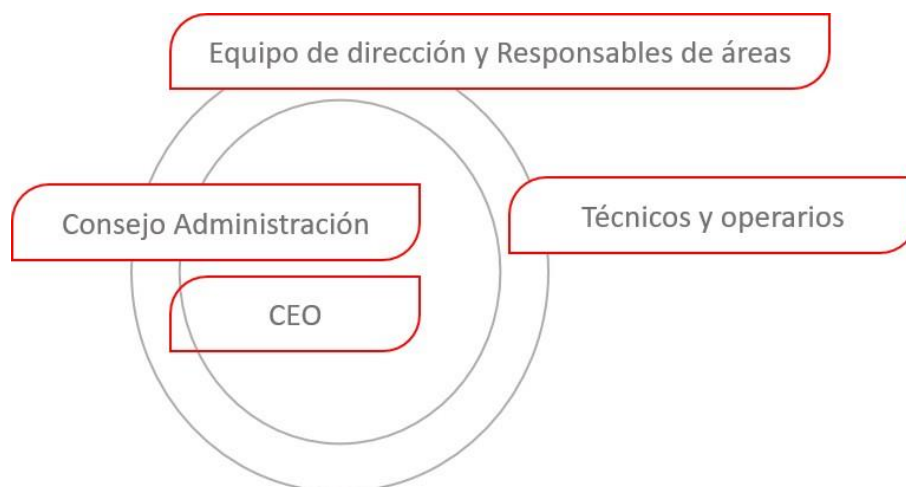 Equipo de dirección y Responsables de áreas
Consejo Administración
Técnicos y operarios
CEO